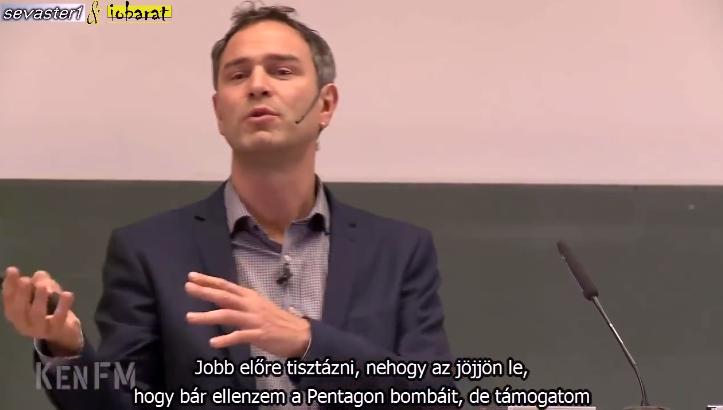 sevaster1 & iobarat
KENFM
Jobb előre tisztázni, nehogy az jöjjön le,
hogy bár ellenzem a Pentagon bombáit, de támogatom